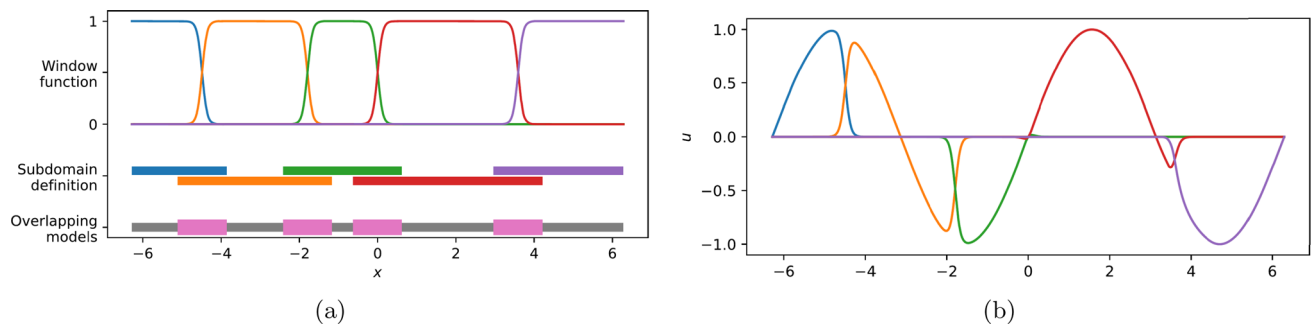 1
Window
function
0
Subdomain
definition
Overlapping
models
−6 −4 −2 0 2 4 6
x
(a)
1.0
0.5
u
0.0
−0.5
−1.0
−6 −4 −2 0 2 4 6
(b)